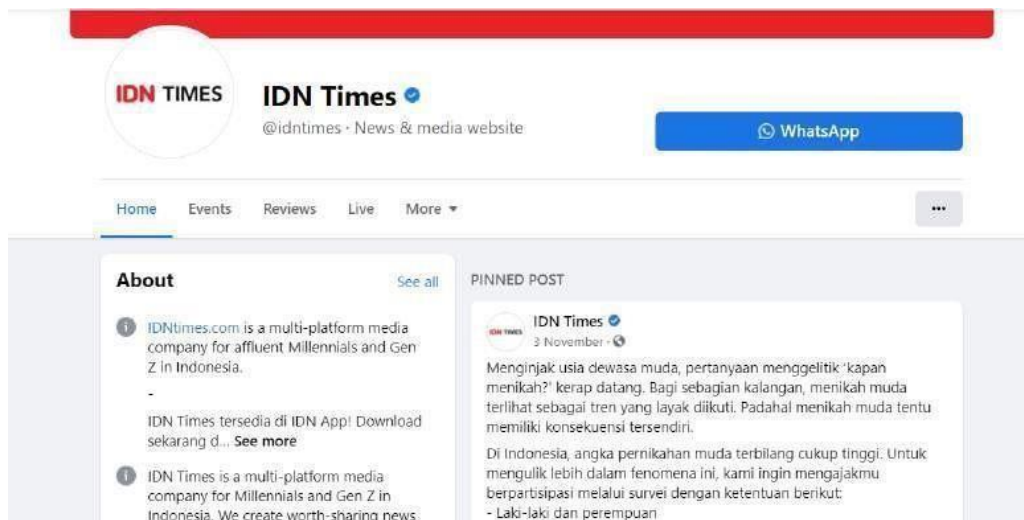 IDN TIMES
IDN Times
@idntimes · News & media website
WhatsApp
Home Events Reviews Live More
About
See all
IDNtimes.com is a multi-platform media
company for affluent Millennials and Gen
Z in Indonesia.
-
IDN Times tersedia di IDN App! Download
sekarang d... See more
IDN Times is a multi-platform media
company for Millennials and Gen Z in
Indonesia. We create worth-sharing news,
PINNED POST
IDN TIMES
IDN Times
3 November ·
Menginjak usia dewasa muda, pertanyaan menggelitik 'kapan
menikah?' kerap datang. Bagi sebagian kalangan, menikah muda
terlihat sebagai tren yang layak diikuti. Padahal menikah muda tentu
memiliki konsekuensi tersendiri.
Di Indonesia, angka pernikahan muda terbilang cukup tinggi. Untuk
mengulik lebih dalam fenomena ini, kami ingin mengajakmu
berpartisipasi melalui survei dengan ketentuan berikut:
- Laki-laki dan perempuan